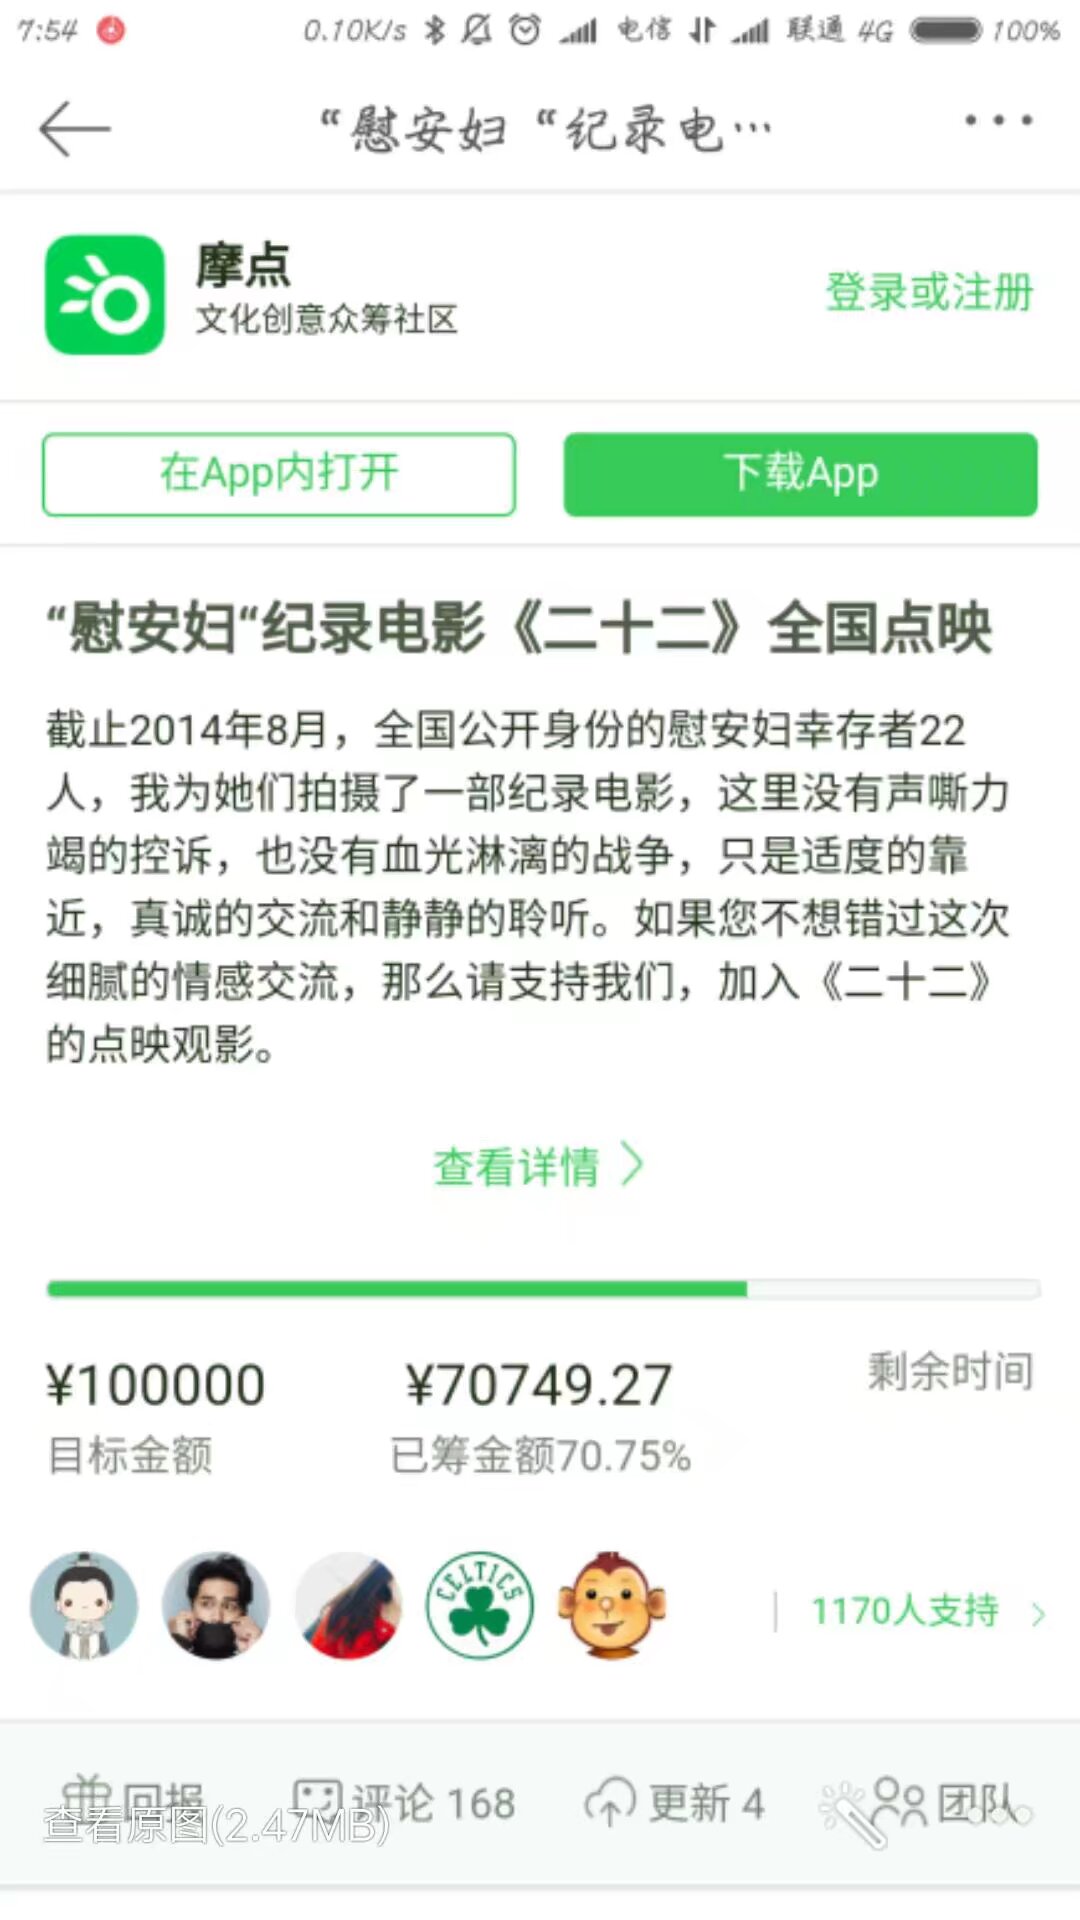 7:54 0.10K/s 电信 联通 4G 100%
“慰安妇“纪录电…
摩点
文化创意众筹社区
登录或注册
在App内打开
下载App
“慰安妇“纪录电影《二十二》全国点映
截止2014年8月，全国公开身份的慰安妇幸存者22
人，我为她们拍摄了一部纪录电影，这里没有声嘶力
竭的控诉，也没有血光淋漓的战争，只是适度的靠
近，真诚的交流和静静的聆听。如果您不想错过这次
细腻的情感交流，那么请支持我们，加入《二十二》
的点映观影。
查看详情
¥100000 ¥70749.27 剩余时间
目标金额 已筹金额70.75%
CELTICS
1170人支持
回报 评论 168 更新 4 团队
查看原图(2.47MB)